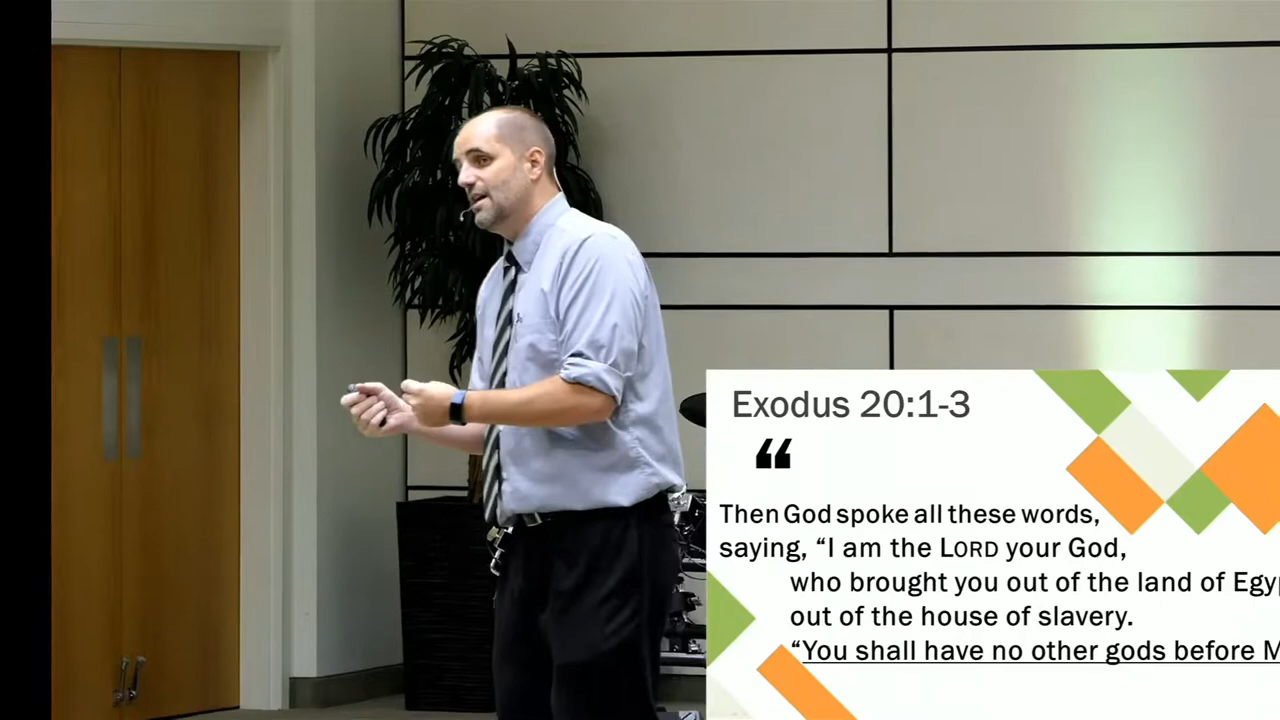 Exodus 20:1-3
“
Then God spoke all these words,
saying, “I am the LORD your God,
who brought you out of the land of
out of the house of slavery.
“You shall have no other gods before